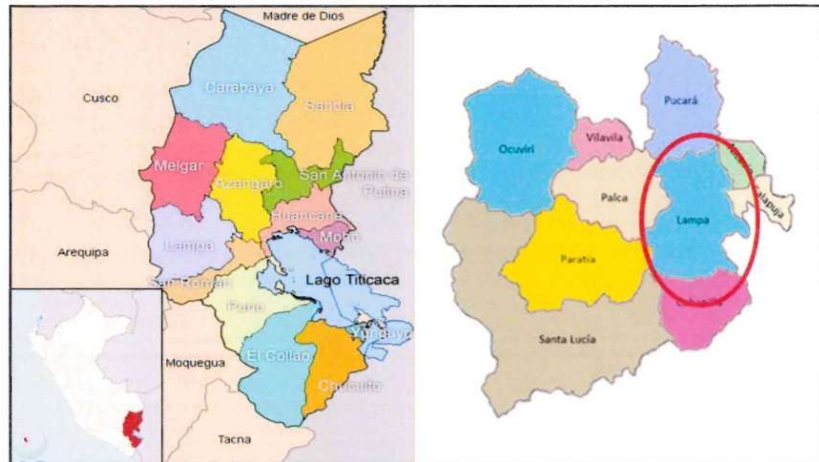 Madre de Dios
Cusco
Carabaya
Sandia
Melgar
Azángaro
San Antonio de
Putina
Huancané
Lampa
Moho
Arequipa
San Román
Lago Titicaca
Puno
Yunguyo
El Collao
Moquegua
Chucuito
Tacna
Pucará
Ocuviri
Vilavila
Palca
Lampa
Paratía
Santa Lucía